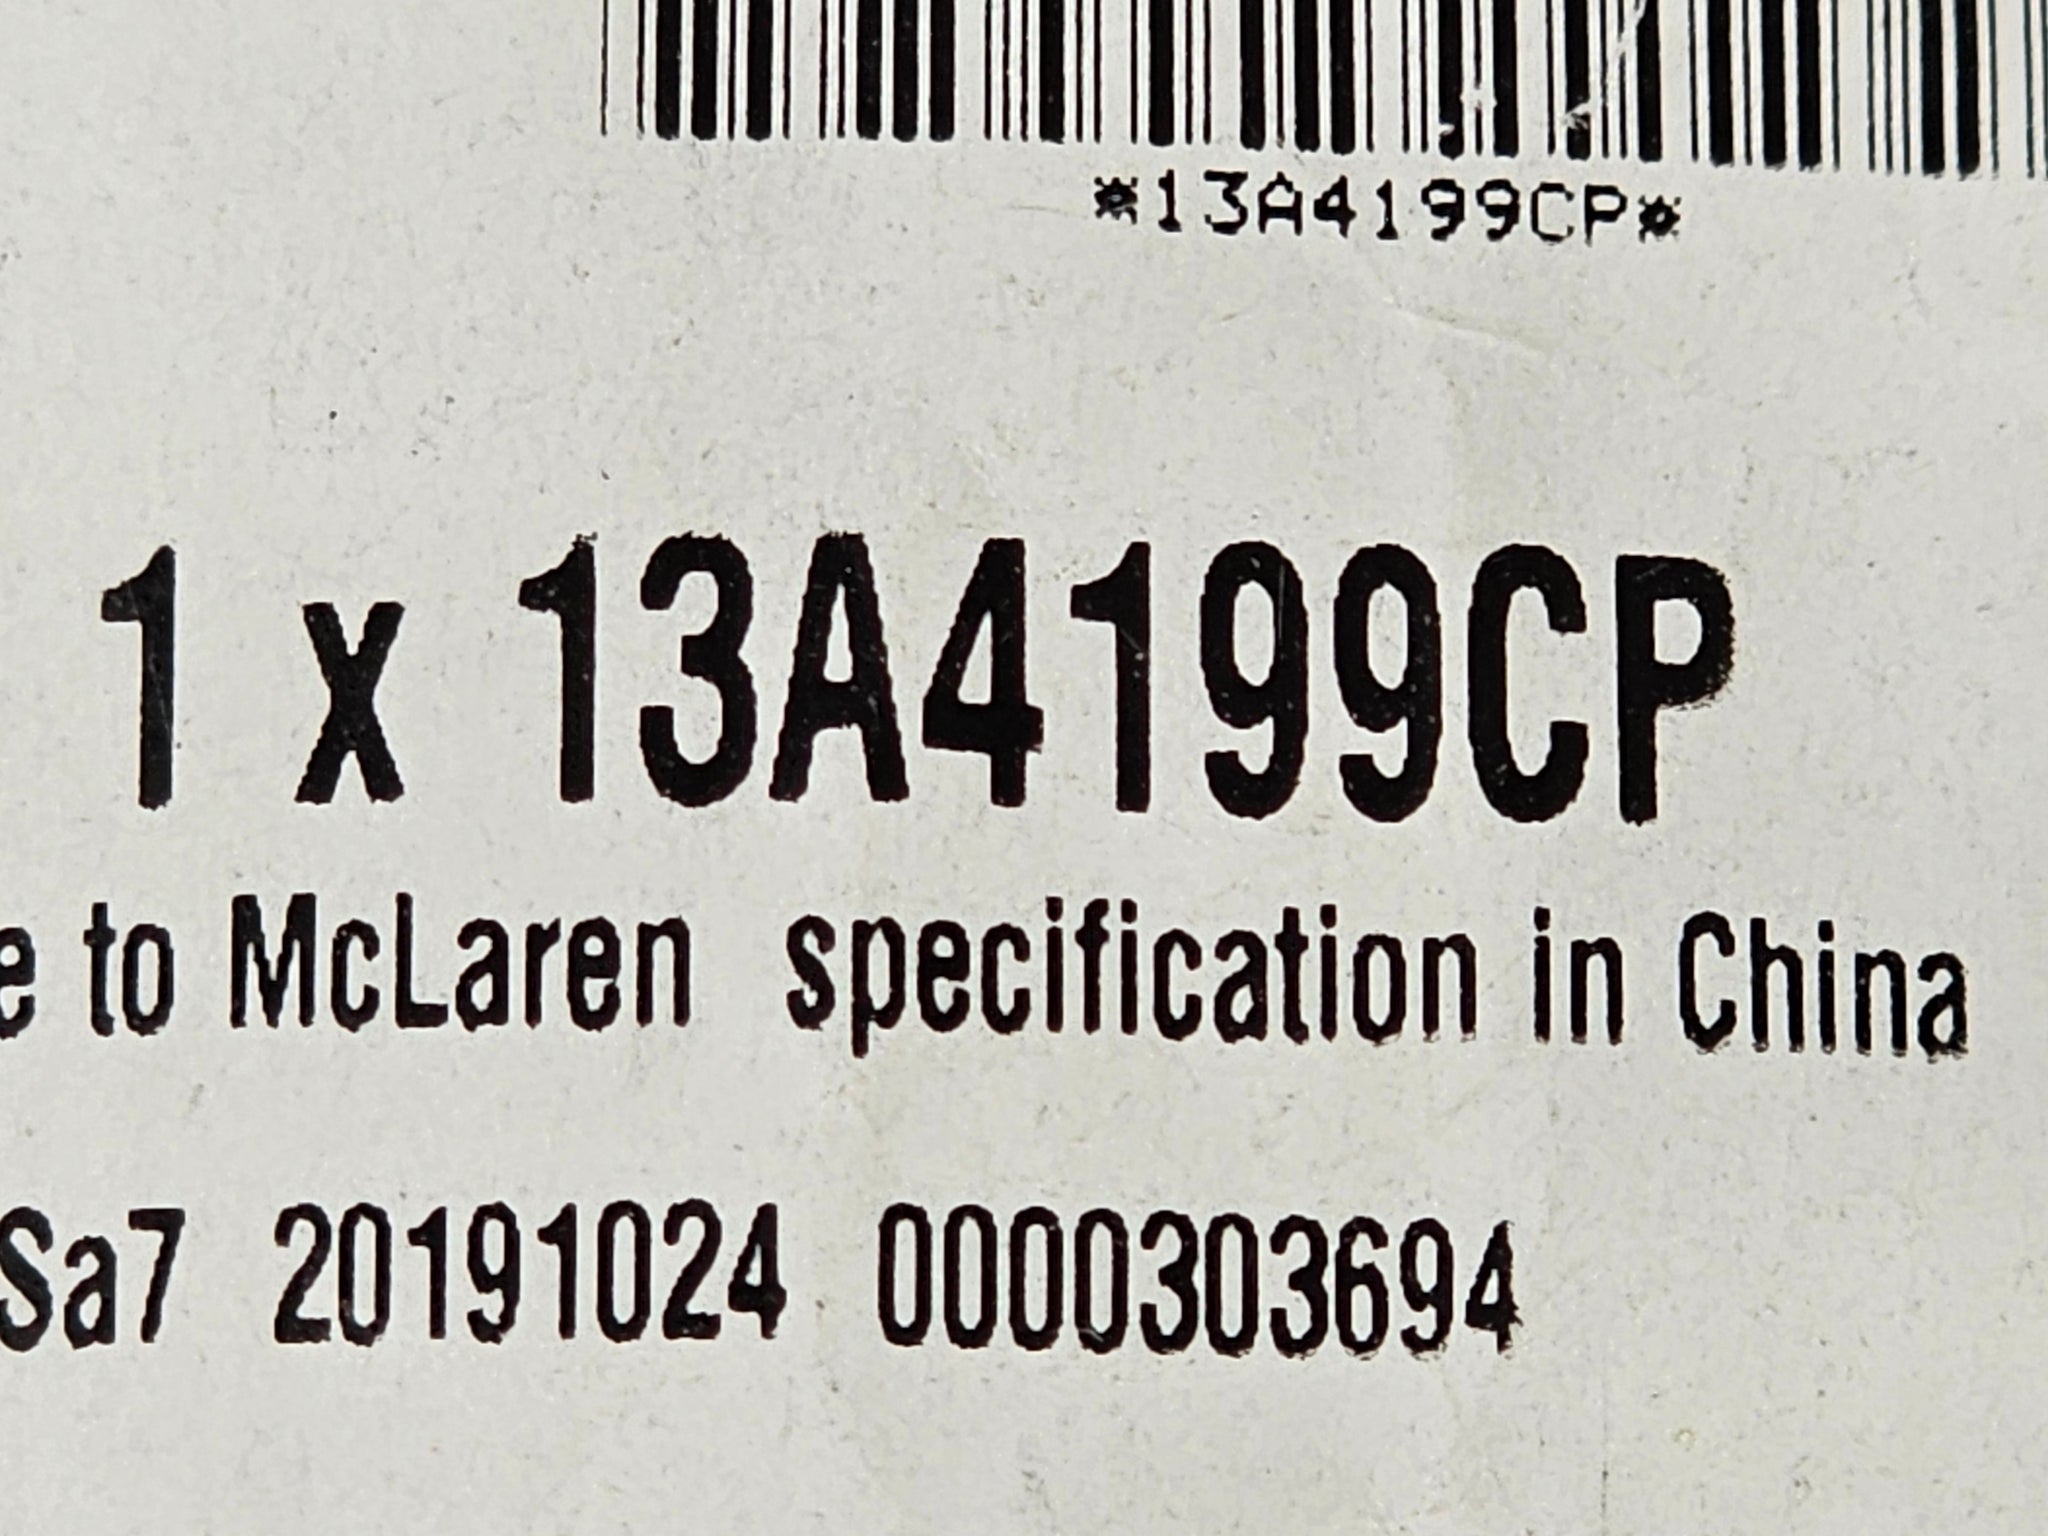 *13A4199CP*
1 x 13A4199CP
e to McLaren specification in China
Sa7 20191024 0000303694